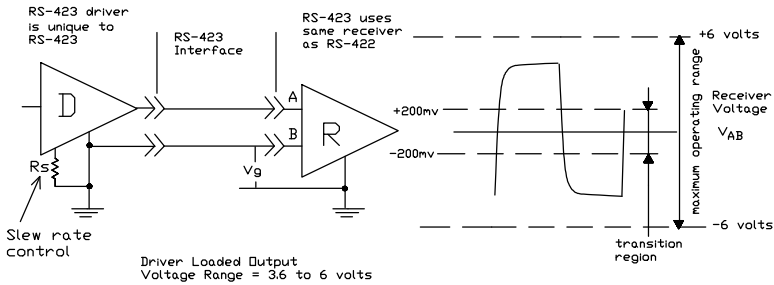 RS-423 driver
is unique to
RS-423
RS-423
Interface
RS-423 uses
same receiver
as RS-422
D
A
B
R
Rs
Vg
Slew rate
control
Driver Loaded Output
Voltage Range = 3.6 to 6 volts
+6 volts
+200mv
-200mv
-6 volts
maximum operating range
Receiver
Voltage
VAB
transition
region